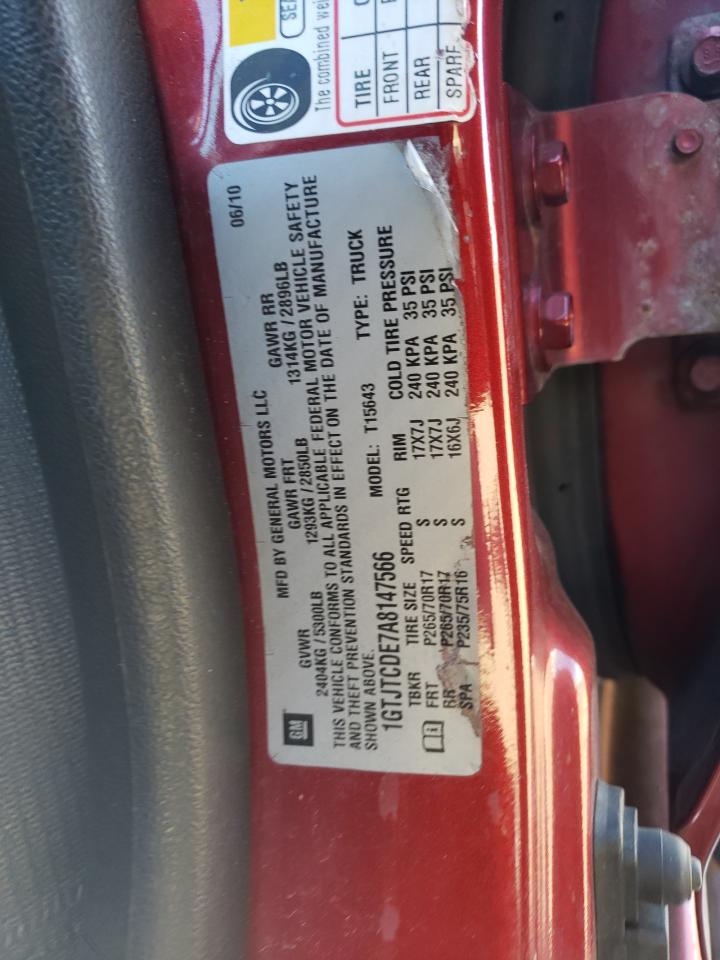 SE
The combined wei
TIRE
FRONT
REAR
SPARE
06/10
MFD BY GENERAL MOTORS LLC
GVWR GAWR FRT GAWR RR
2404KG / 5300LB 1293KG / 2850LB 1314KG / 2896LB
THIS VEHICLE CONFORMS TO ALL APPLICABLE FEDERAL MOTOR VEHICLE SAFETY
AND THEFT PREVENTION STANDARDS IN EFFECT ON THE DATE OF MANUFACTURE
SHOWN ABOVE.
1GTJTCDE7A8147566 MODEL: T15643 TYPE: TRUCK
TBKR TIRE SIZE SPEED RTG RIM COLD TIRE PRESSURE
FRT P265/70R17 S 17X7J 240 KPA 35 PSI
RR P265/70R17 S 17X7J 240 KPA 35 PSI
SPA P235/75R16 S 16X6J 240 KPA 35 PSI
GM